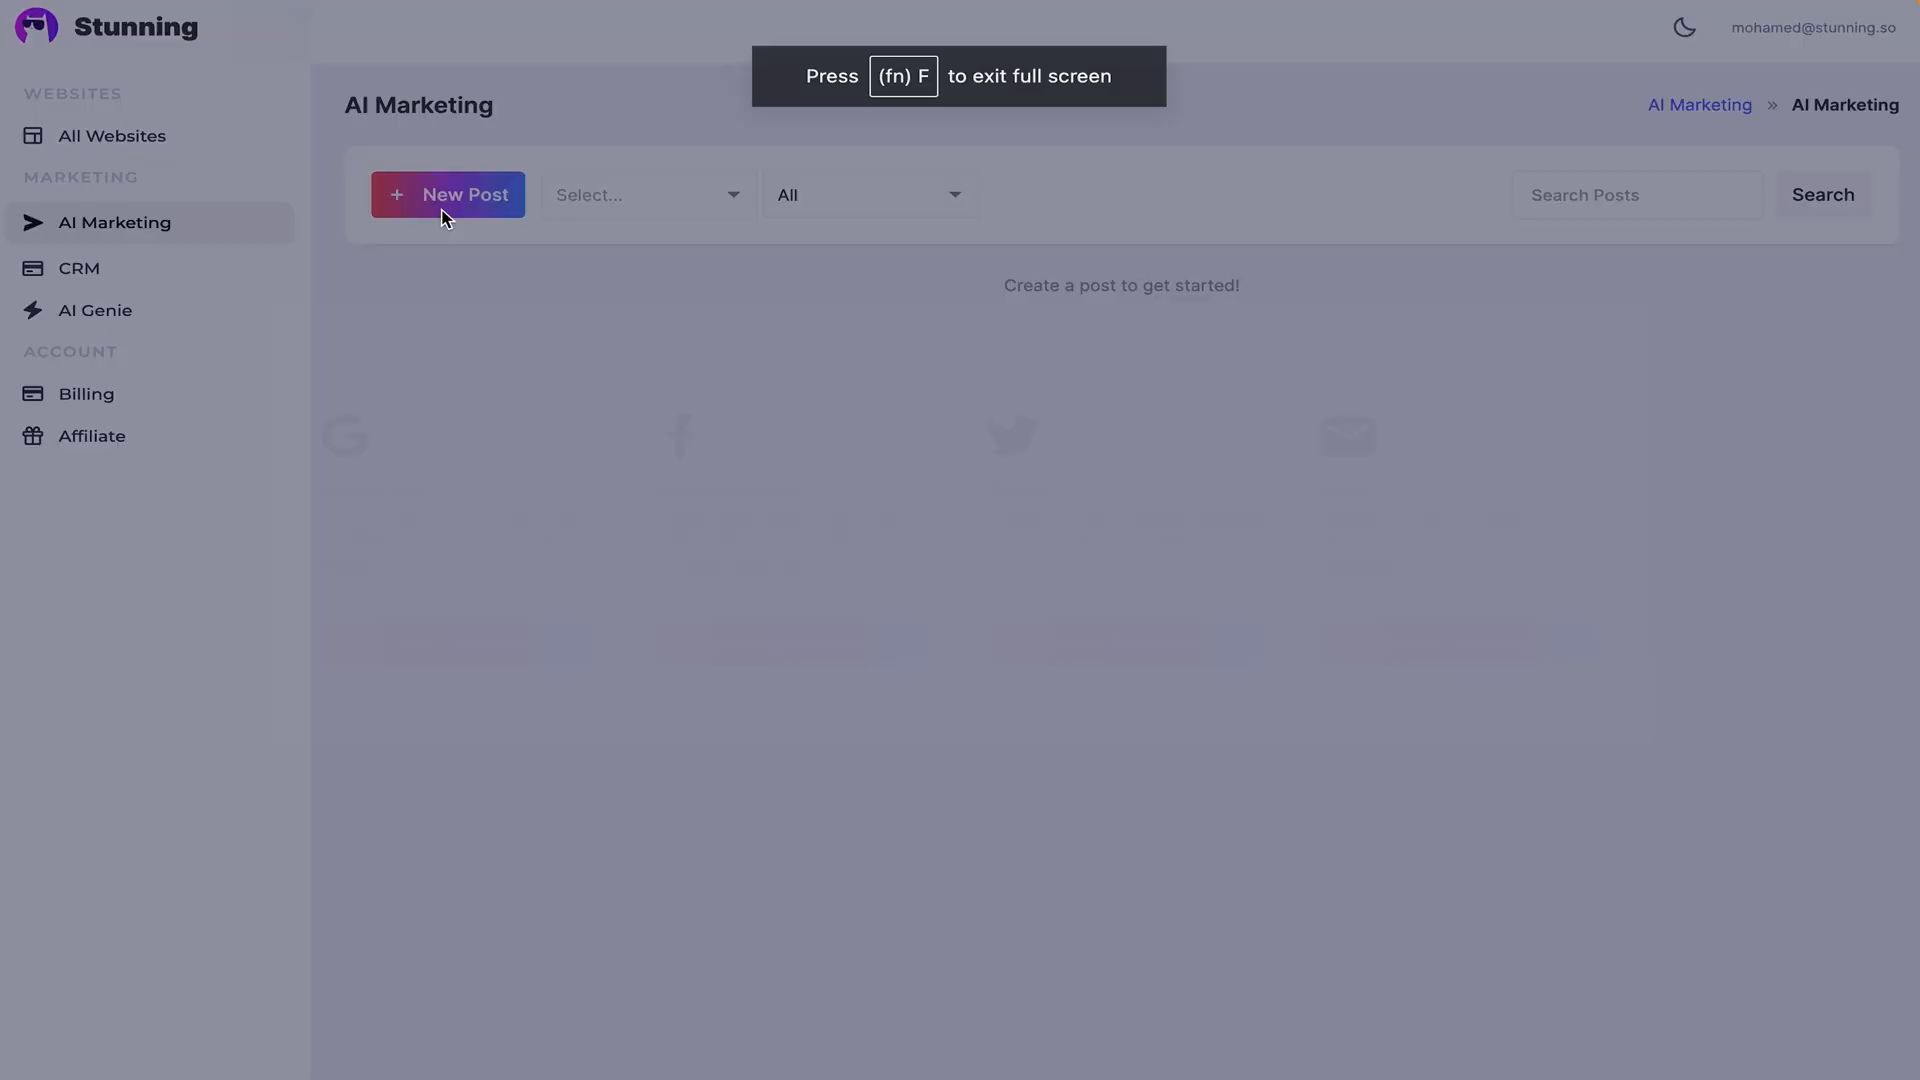 Stunning
mohamed@stunning.so
Press (fn) F to exit full screen
WEBSITES
All Websites
MARKETING
AI Marketing
CRM
AI Genie
ACCOUNT
Billing
Affiliate
AI Marketing
AI Marketing » AI Marketing
+ New Post
Select...
All
Search Posts
Search
Create a post to get started!